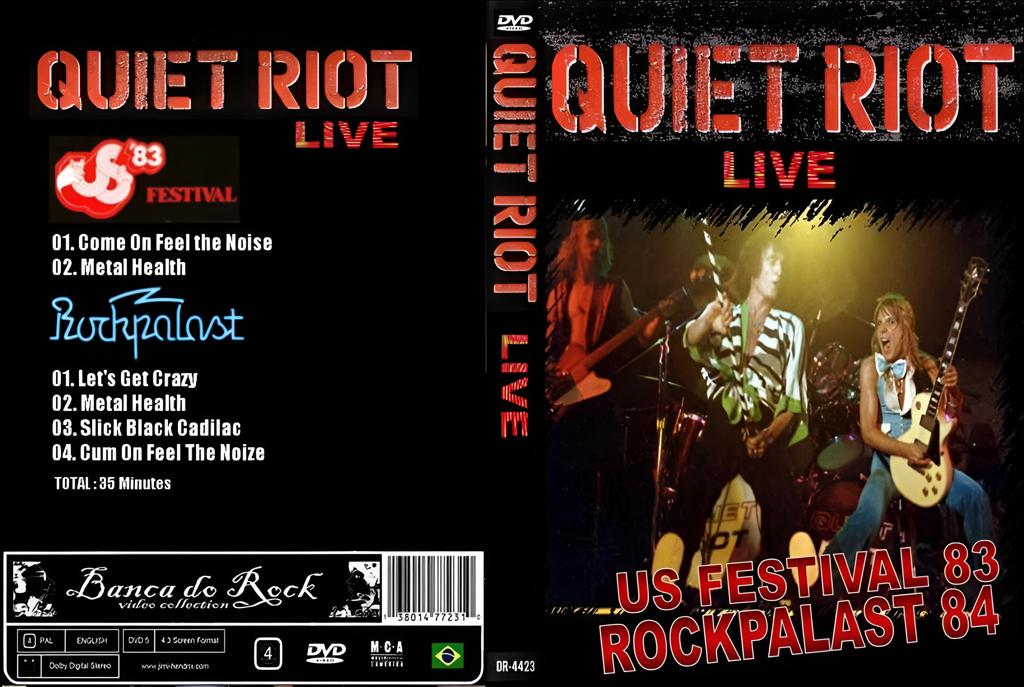 QUIET RIOT
LIVE
US '83
FESTIVAL
01. Come On Feel the Noise
02. Metal Health
Rockpalast
01. Let's Get Crazy
02. Metal Health
03. Slick Black Cadilac
04. Cum On Feel The Noize
TOTAL : 35 Minutes
Banca do Rock
video collection
38014 77231
4 PAL
ENGLISH
DVD 5
4:3 Screen Format
Dolby Digital Stereo
4
DVD
M·C·A
DVD
QUIET RIOT
LIVE
DR-4423
QUIET RIOT
LIVE
US FESTIVAL 83
ROCKPALAST 84